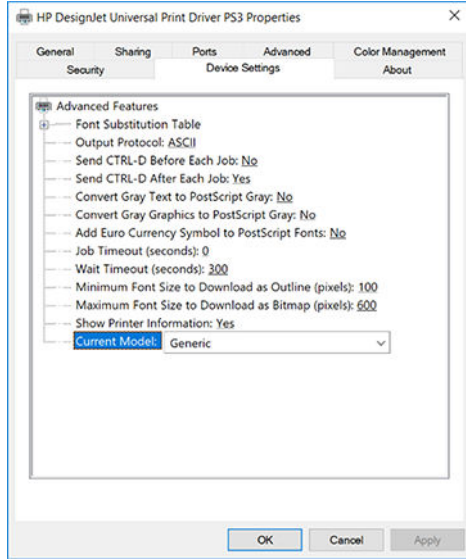 HP DesignJet Universal Print Driver PS3 Properties
General Sharing Ports Advanced Color Management
Security Device Settings About
Advanced Features
Font Substitution Table
Output Protocol: ASCII
Send CTRL-D Before Each Job: No
Send CTRL-D After Each Job: Yes
Convert Gray Text to PostScript Gray: No
Convert Gray Graphics to PostScript Gray: No
Add Euro Currency Symbol to PostScript Fonts: No
Job Timeout (seconds): 0
Wait Timeout (seconds): 300
Minimum Font Size to Download as Outline (pixels): 100
Maximum Font Size to Download as Bitmap (pixels): 600
Show Printer Information: Yes
Current Model: Generic
OK Cancel Apply